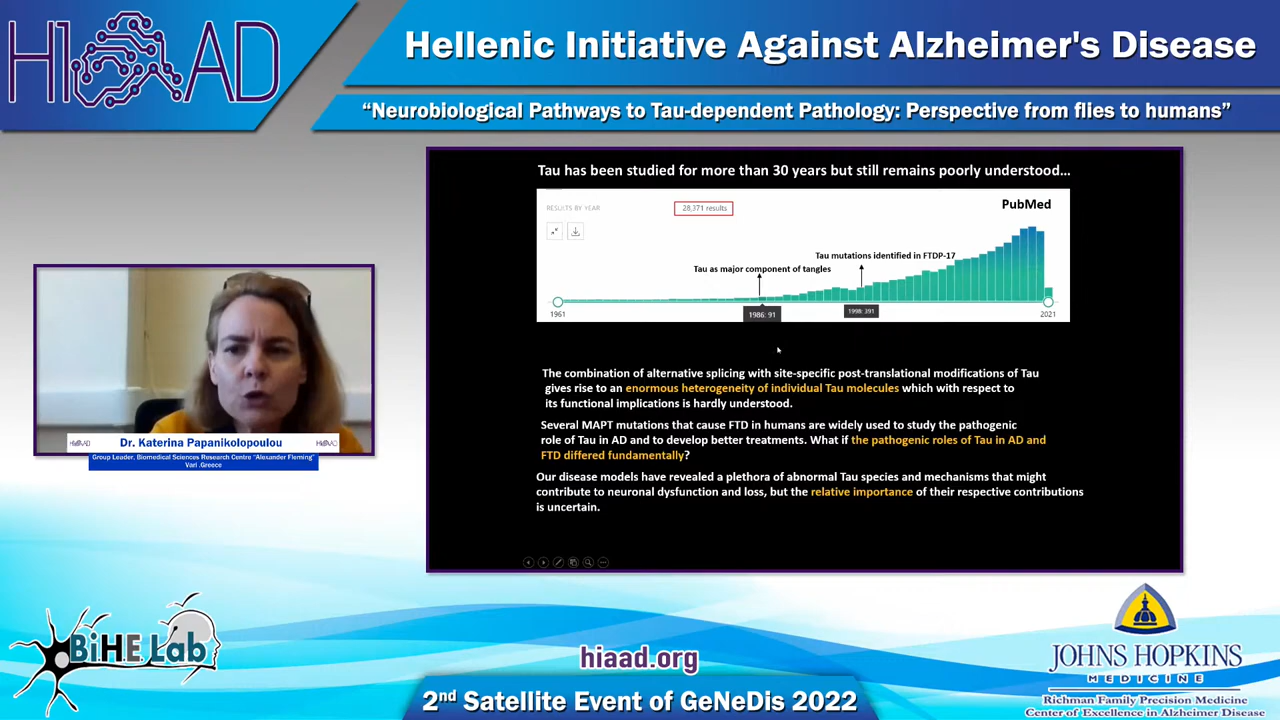 HIAAD
Hellenic Initiative Against Alzheimer's Disease
“Neurobiological Pathways to Tau-dependent Pathology: Perspective from flies to humans”
Tau has been studied for more than 30 years but still remains poorly understood...
RESULTS BY YEAR
28,371 results
PubMed
Tau mutations identified in FTDP-17
Tau as major component of tangles
1961
1986: 91
1998: 391
2021
The combination of alternative splicing with site-specific post-translational modifications of Tau
gives rise to an enormous heterogeneity of individual Tau molecules which with respect to
its functional implications is hardly understood.
Several MAPT mutations that cause FTD in humans are widely used to study the pathogenic
role of Tau in AD and to develop better treatments. What if the pathogenic roles of Tau in AD and
FTD differed fundamentally?
Our disease models have revealed a plethora of abnormal Tau species and mechanisms that might
contribute to neuronal dysfunction and loss, but the relative importance of their respective contributions
is uncertain.
HIAAD
Dr. Katerina Papanikolopoulou
HIAAD
Group Leader, Biomedical Sciences Research Centre "Alexander Fleming"
Vari .Greece
BiHE Lab
hiaad.org
2nd Satellite Event of GeNeDis 2022
JOHNS HOPKINS
MEDICINE
Richman Family Precision Medicine
Center of Excellence in Alzheimer Disease